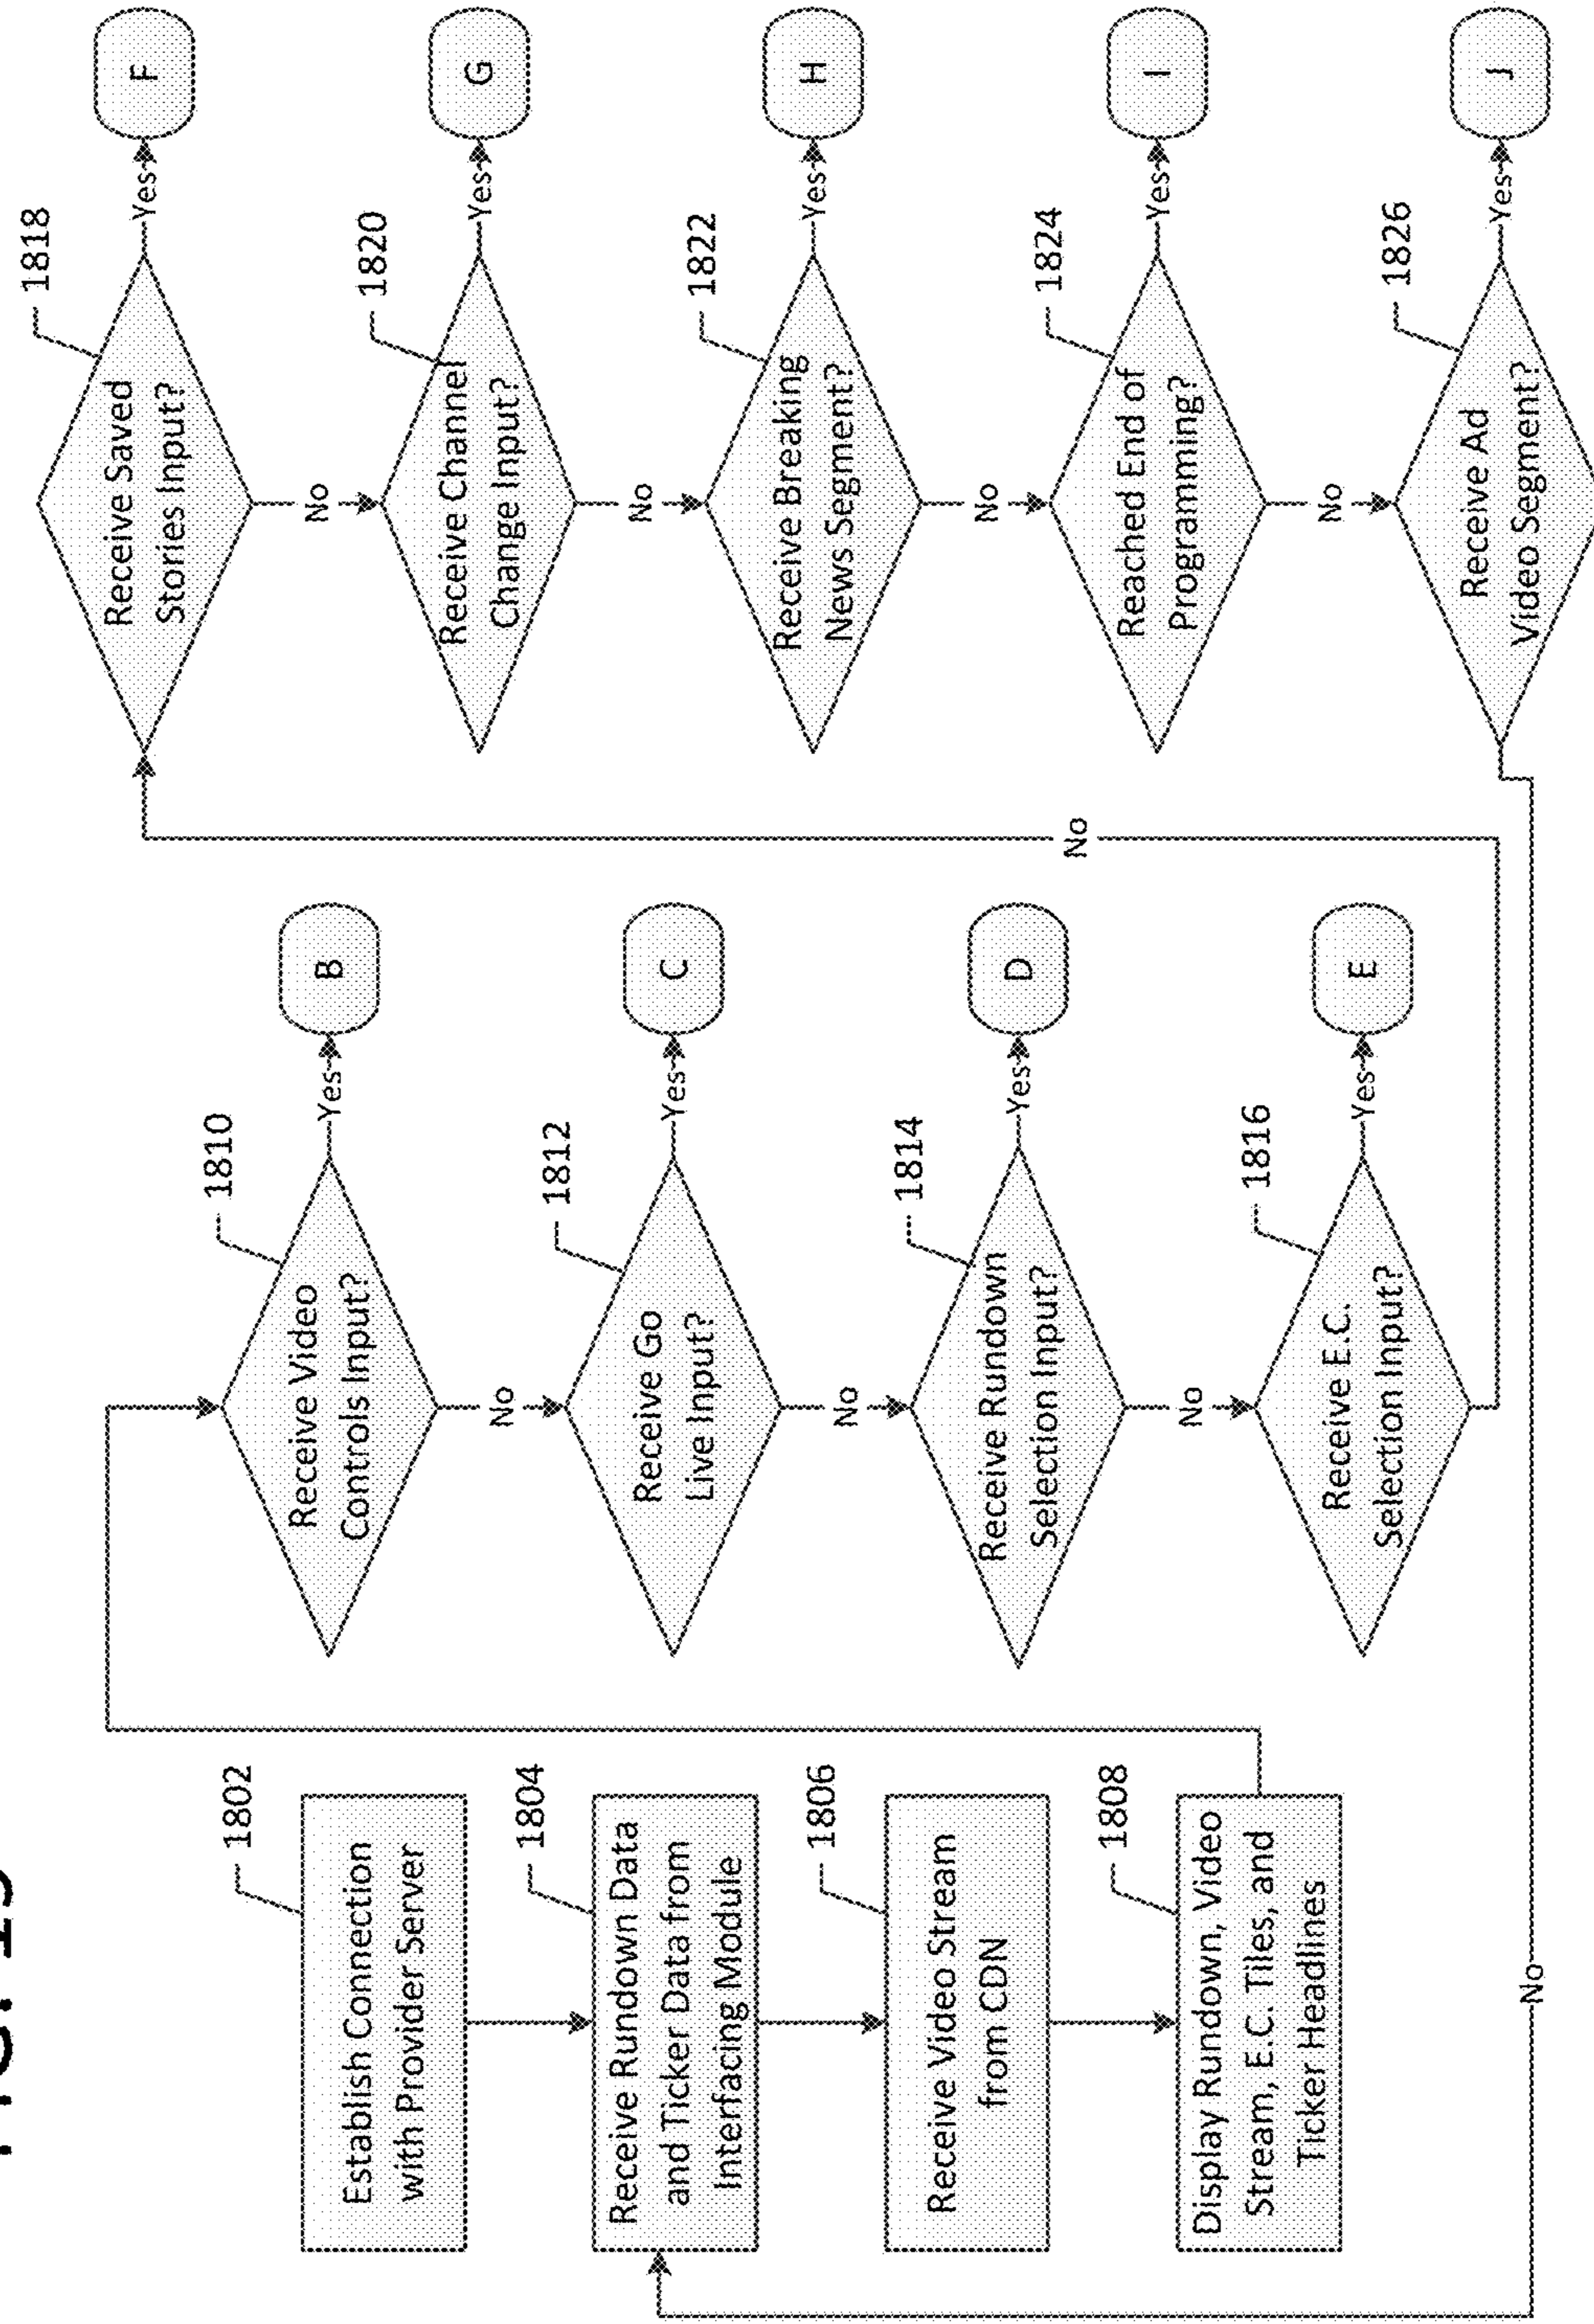 1802
Establish Connection
with Provider Server
1804
Receive Rundown Data
and Ticker Data from
Interfacing Module
1806
Receive Video Stream
from CDN
1808
Display Rundown, Video
Stream, E.C. Tiles, and
Ticker Headlines
1810
Receive Video
Controls Input?
Yes
B
No
1812
Receive Go
Live Input?
Yes
C
No
1814
Receive Rundown
Selection Input?
Yes
D
No
1816
Receive E.C.
Selection Input?
Yes
E
No
1818
Receive Saved
Stories Input?
Yes
F
No
1820
Receive Channel
Change Input?
Yes
G
No
1822
Receive Breaking
News Segment?
Yes
H
No
1824
Reached End of
Programming?
Yes
I
No
1826
Receive Ad
Video Segment?
Yes
J
No